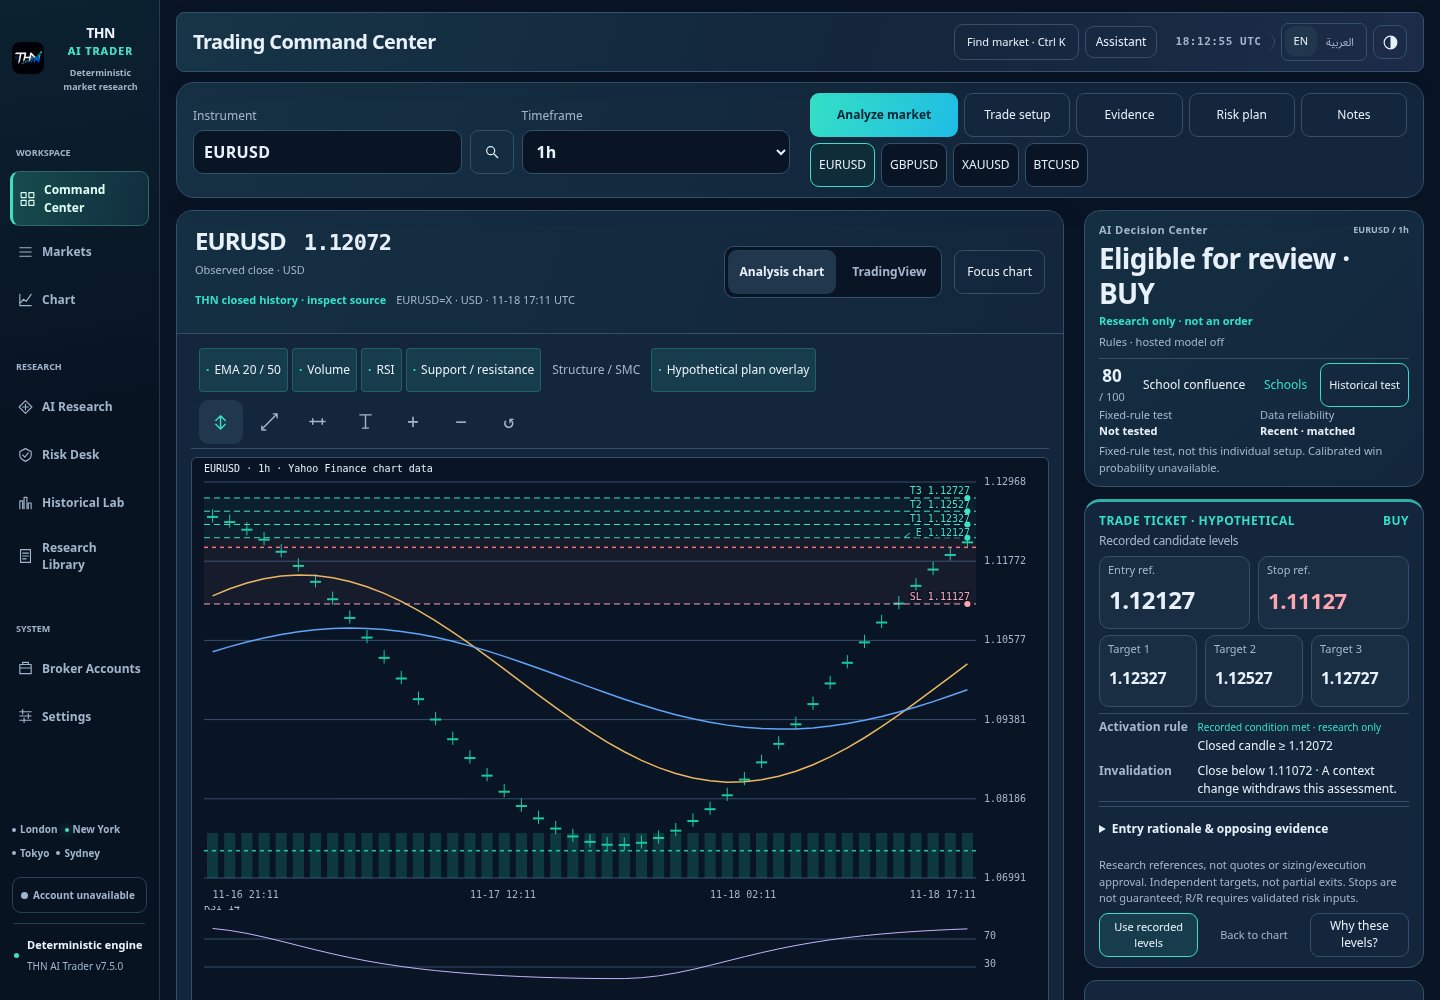 THN
AI TRADER
Deterministic
market research
WORKSPACE
Command
Center
Markets
Chart
RESEARCH
AI Research
Risk Desk
Historical Lab
Research
Library
SYSTEM
Broker Accounts
Settings
London New York
Tokyo Sydney
Account unavailable
Deterministic engine
THN AI Trader v7.5.0
Trading Command Center
Find market · Ctrl K
Assistant
18:12:55 UTC
EN
العربية
Instrument
EURUSD
Timeframe
1h
Analyze market
Trade setup
Evidence
Risk plan
Notes
EURUSD
GBPUSD
XAUUSD
BTCUSD
EURUSD 1.12072
Observed close · USD
THN closed history · inspect source EURUSD=X · USD · 11-18 17:11 UTC
Analysis chart
TradingView
Focus chart
· EMA 20 / 50
· Volume
· RSI
· Support / resistance
Structure / SMC
· Hypothetical plan overlay
EURUSD · 1h · Yahoo Finance chart data
T3 1.12727
T2 1.12527
T1 1.12327
E 1.12127
SL 1.11127
1.12968
1.11772
1.10577
1.09381
1.08186
1.06991
11-16 21:11
11-17 12:11
11-18 02:11
11-18 17:11
RSI 14
70
30
AI Decision Center
EURUSD / 1h
Eligible for review ·
BUY
Research only · not an order
Rules · hosted model off
80
/ 100
School confluence
Schools
Historical test
Fixed-rule test
Not tested
Data reliability
Recent · matched
Fixed-rule test, not this individual setup. Calibrated win
probability unavailable.
TRADE TICKET · HYPOTHETICAL
BUY
Recorded candidate levels
Entry ref.
1.12127
Stop ref.
1.11127
Target 1
1.12327
Target 2
1.12527
Target 3
1.12727
Activation rule
Recorded condition met · research only
Closed candle ≥ 1.12072
Invalidation
Close below 1.11072 · A context
change withdraws this assessment.
Entry rationale & opposing evidence
Research references, not quotes or sizing/execution
approval. Independent targets, not partial exits. Stops are
not guaranteed; R/R requires validated risk inputs.
Use recorded
levels
Back to chart
Why these
levels?